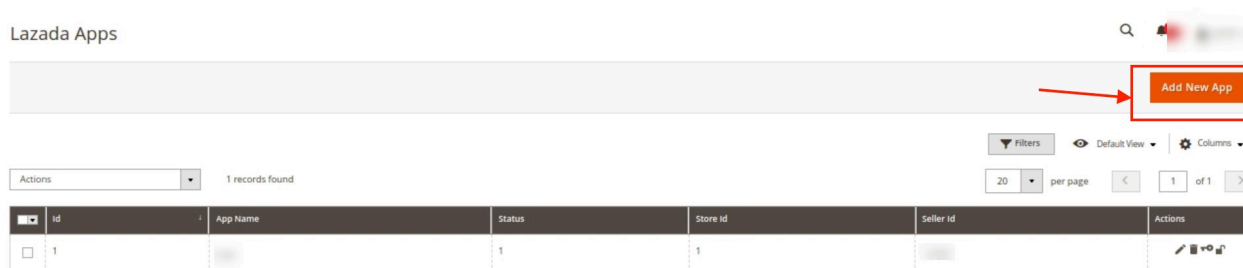 Lazada Apps
Add New App
Filters Default View Columns
Actions 1 records found 20 per page 1 of 1
Id App Name Status Store Id Seller Id Actions
1 1 1